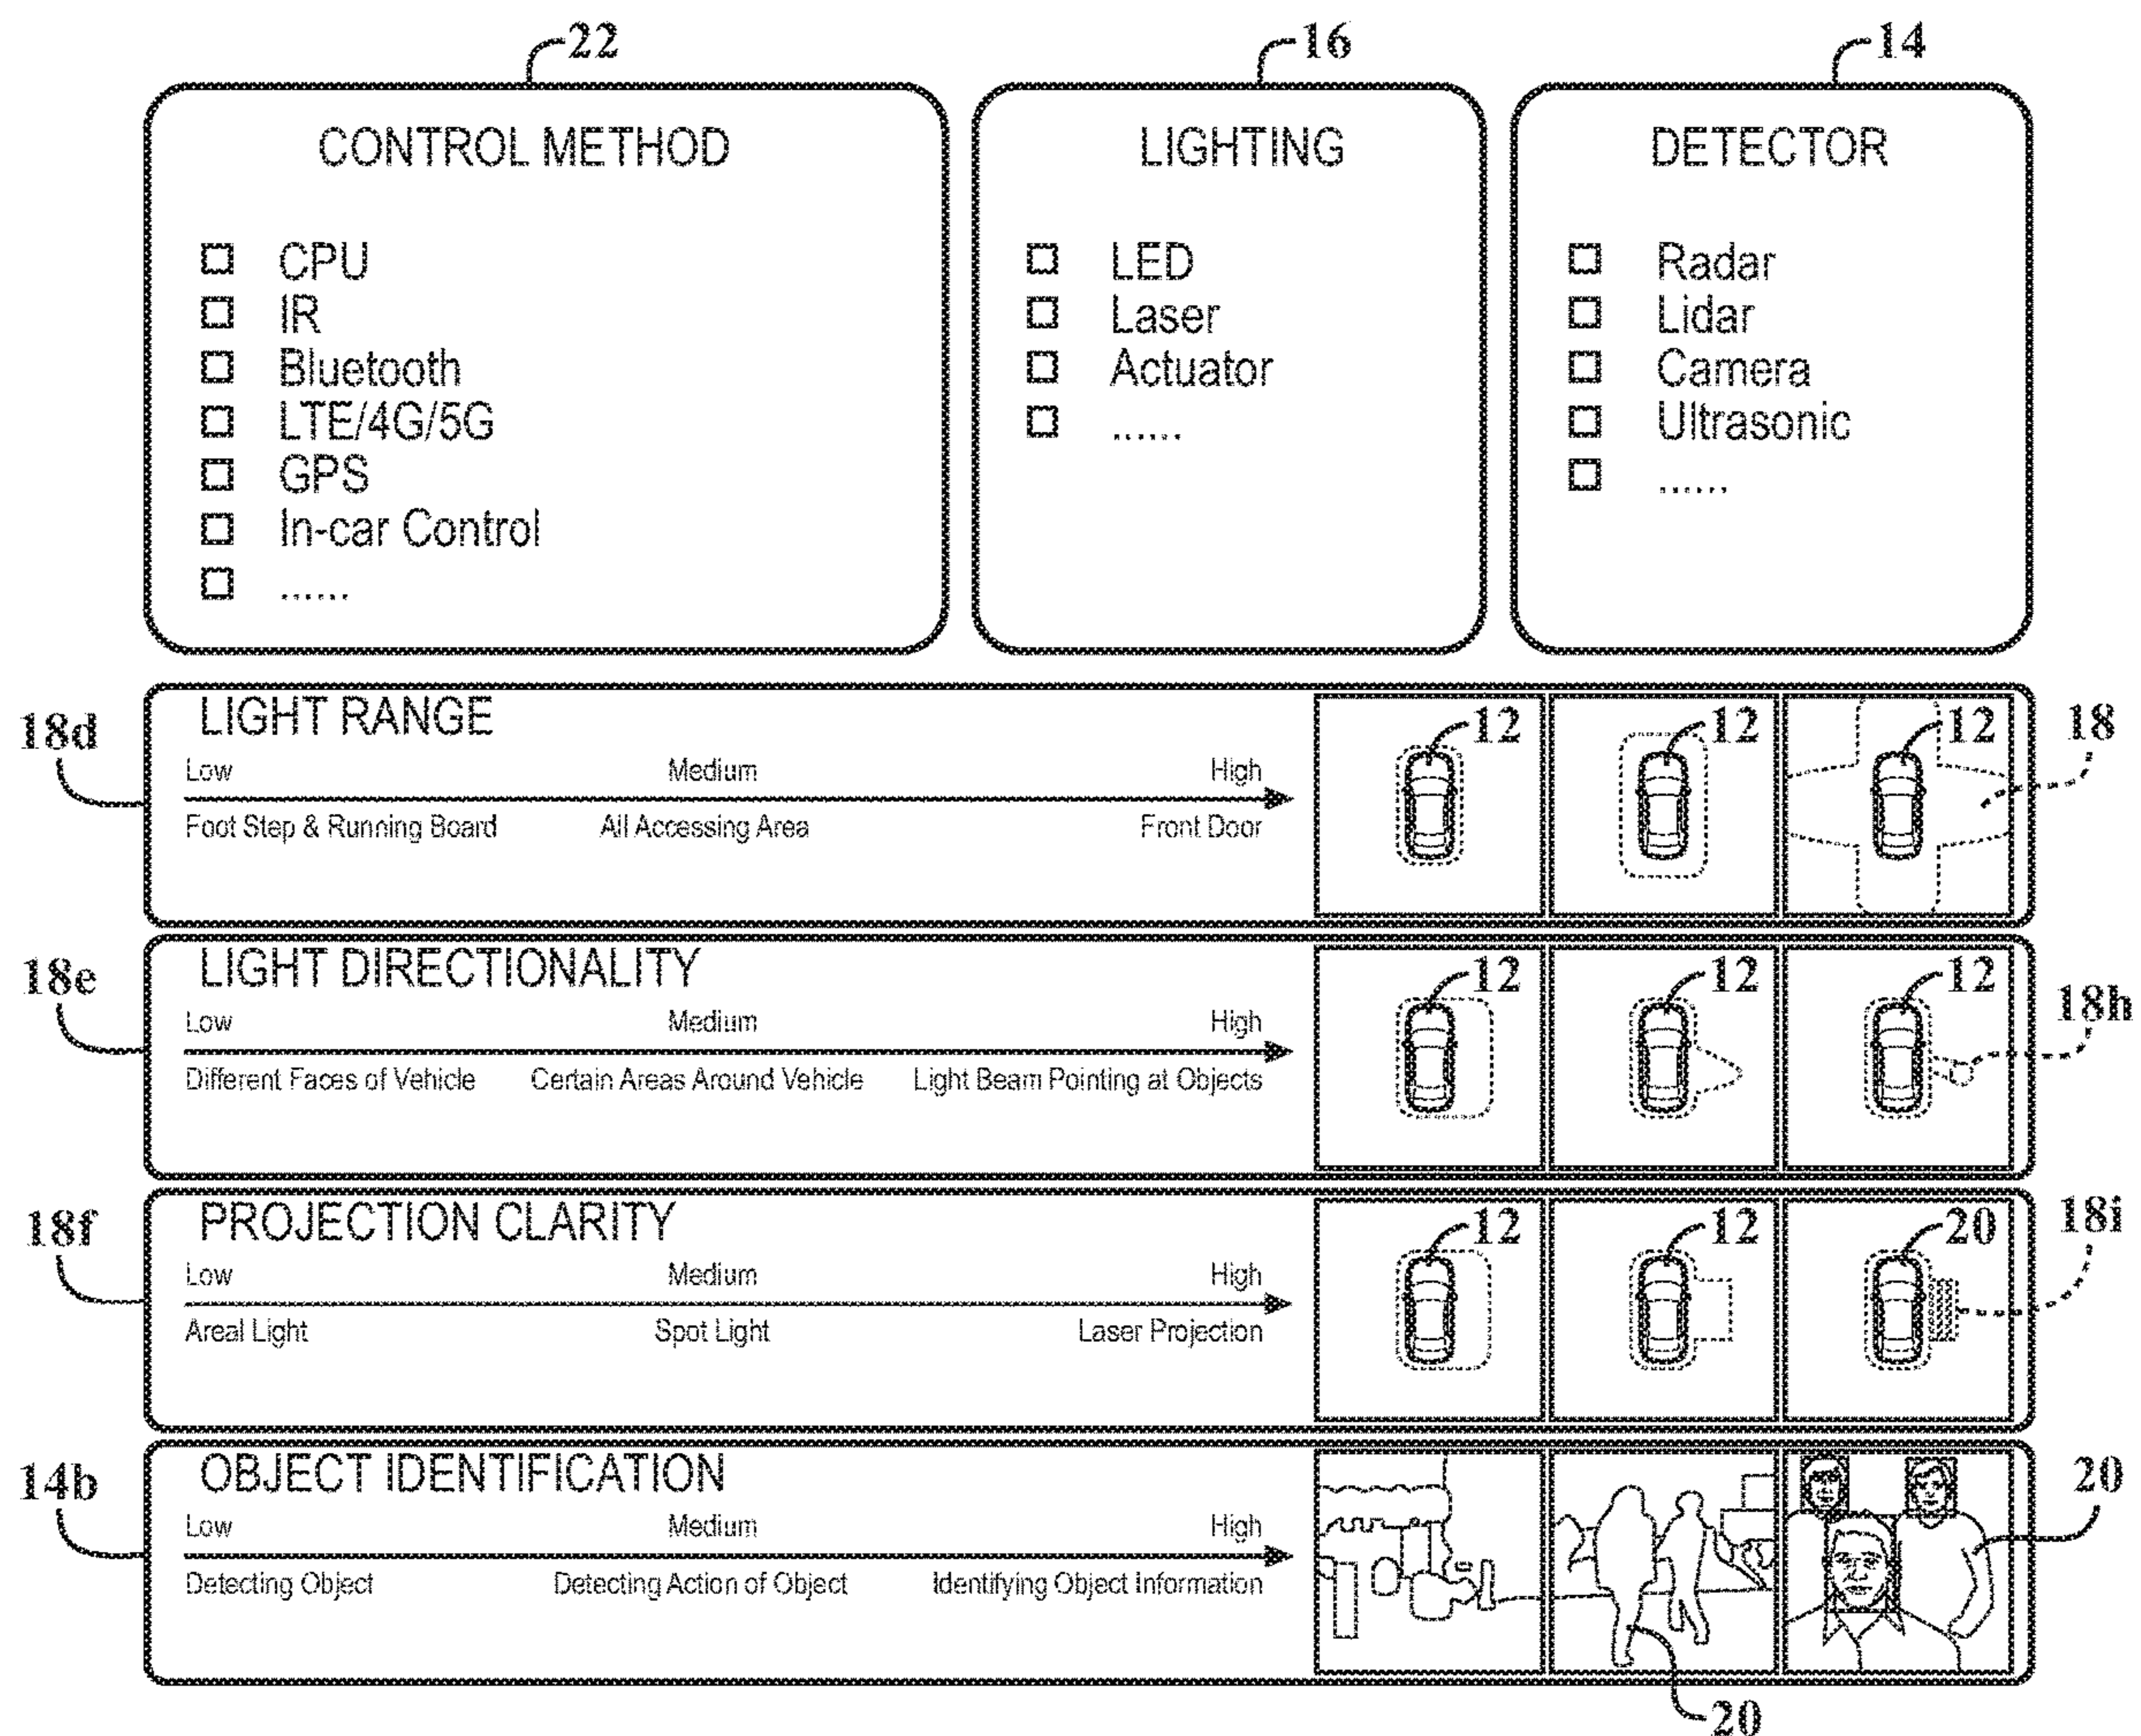 22
16
14
CONTROL METHOD
CPU
IR
Bluetooth
LTE/4G/5G
GPS
In-car Control
......
LIGHTING
LED
Laser
Actuator
......
DETECTOR
Radar
Lidar
Camera
Ultrasonic
......
18d
LIGHT RANGE
Low Medium High
Foot Step & Running Board All Accessing Area Front Door
12 12 12
18
18e
LIGHT DIRECTIONALITY
Low Medium High
Different Faces of Vehicle Certain Areas Around Vehicle Light Beam Pointing at Objects
12 12 12
18h
18f
PROJECTION CLARITY
Low Medium High
Areal Light Spot Light Laser Projection
12 12 20
18i
14b
OBJECT IDENTIFICATION
Low Medium High
Detecting Object Detecting Action of Object Identifying Object Information
20
20